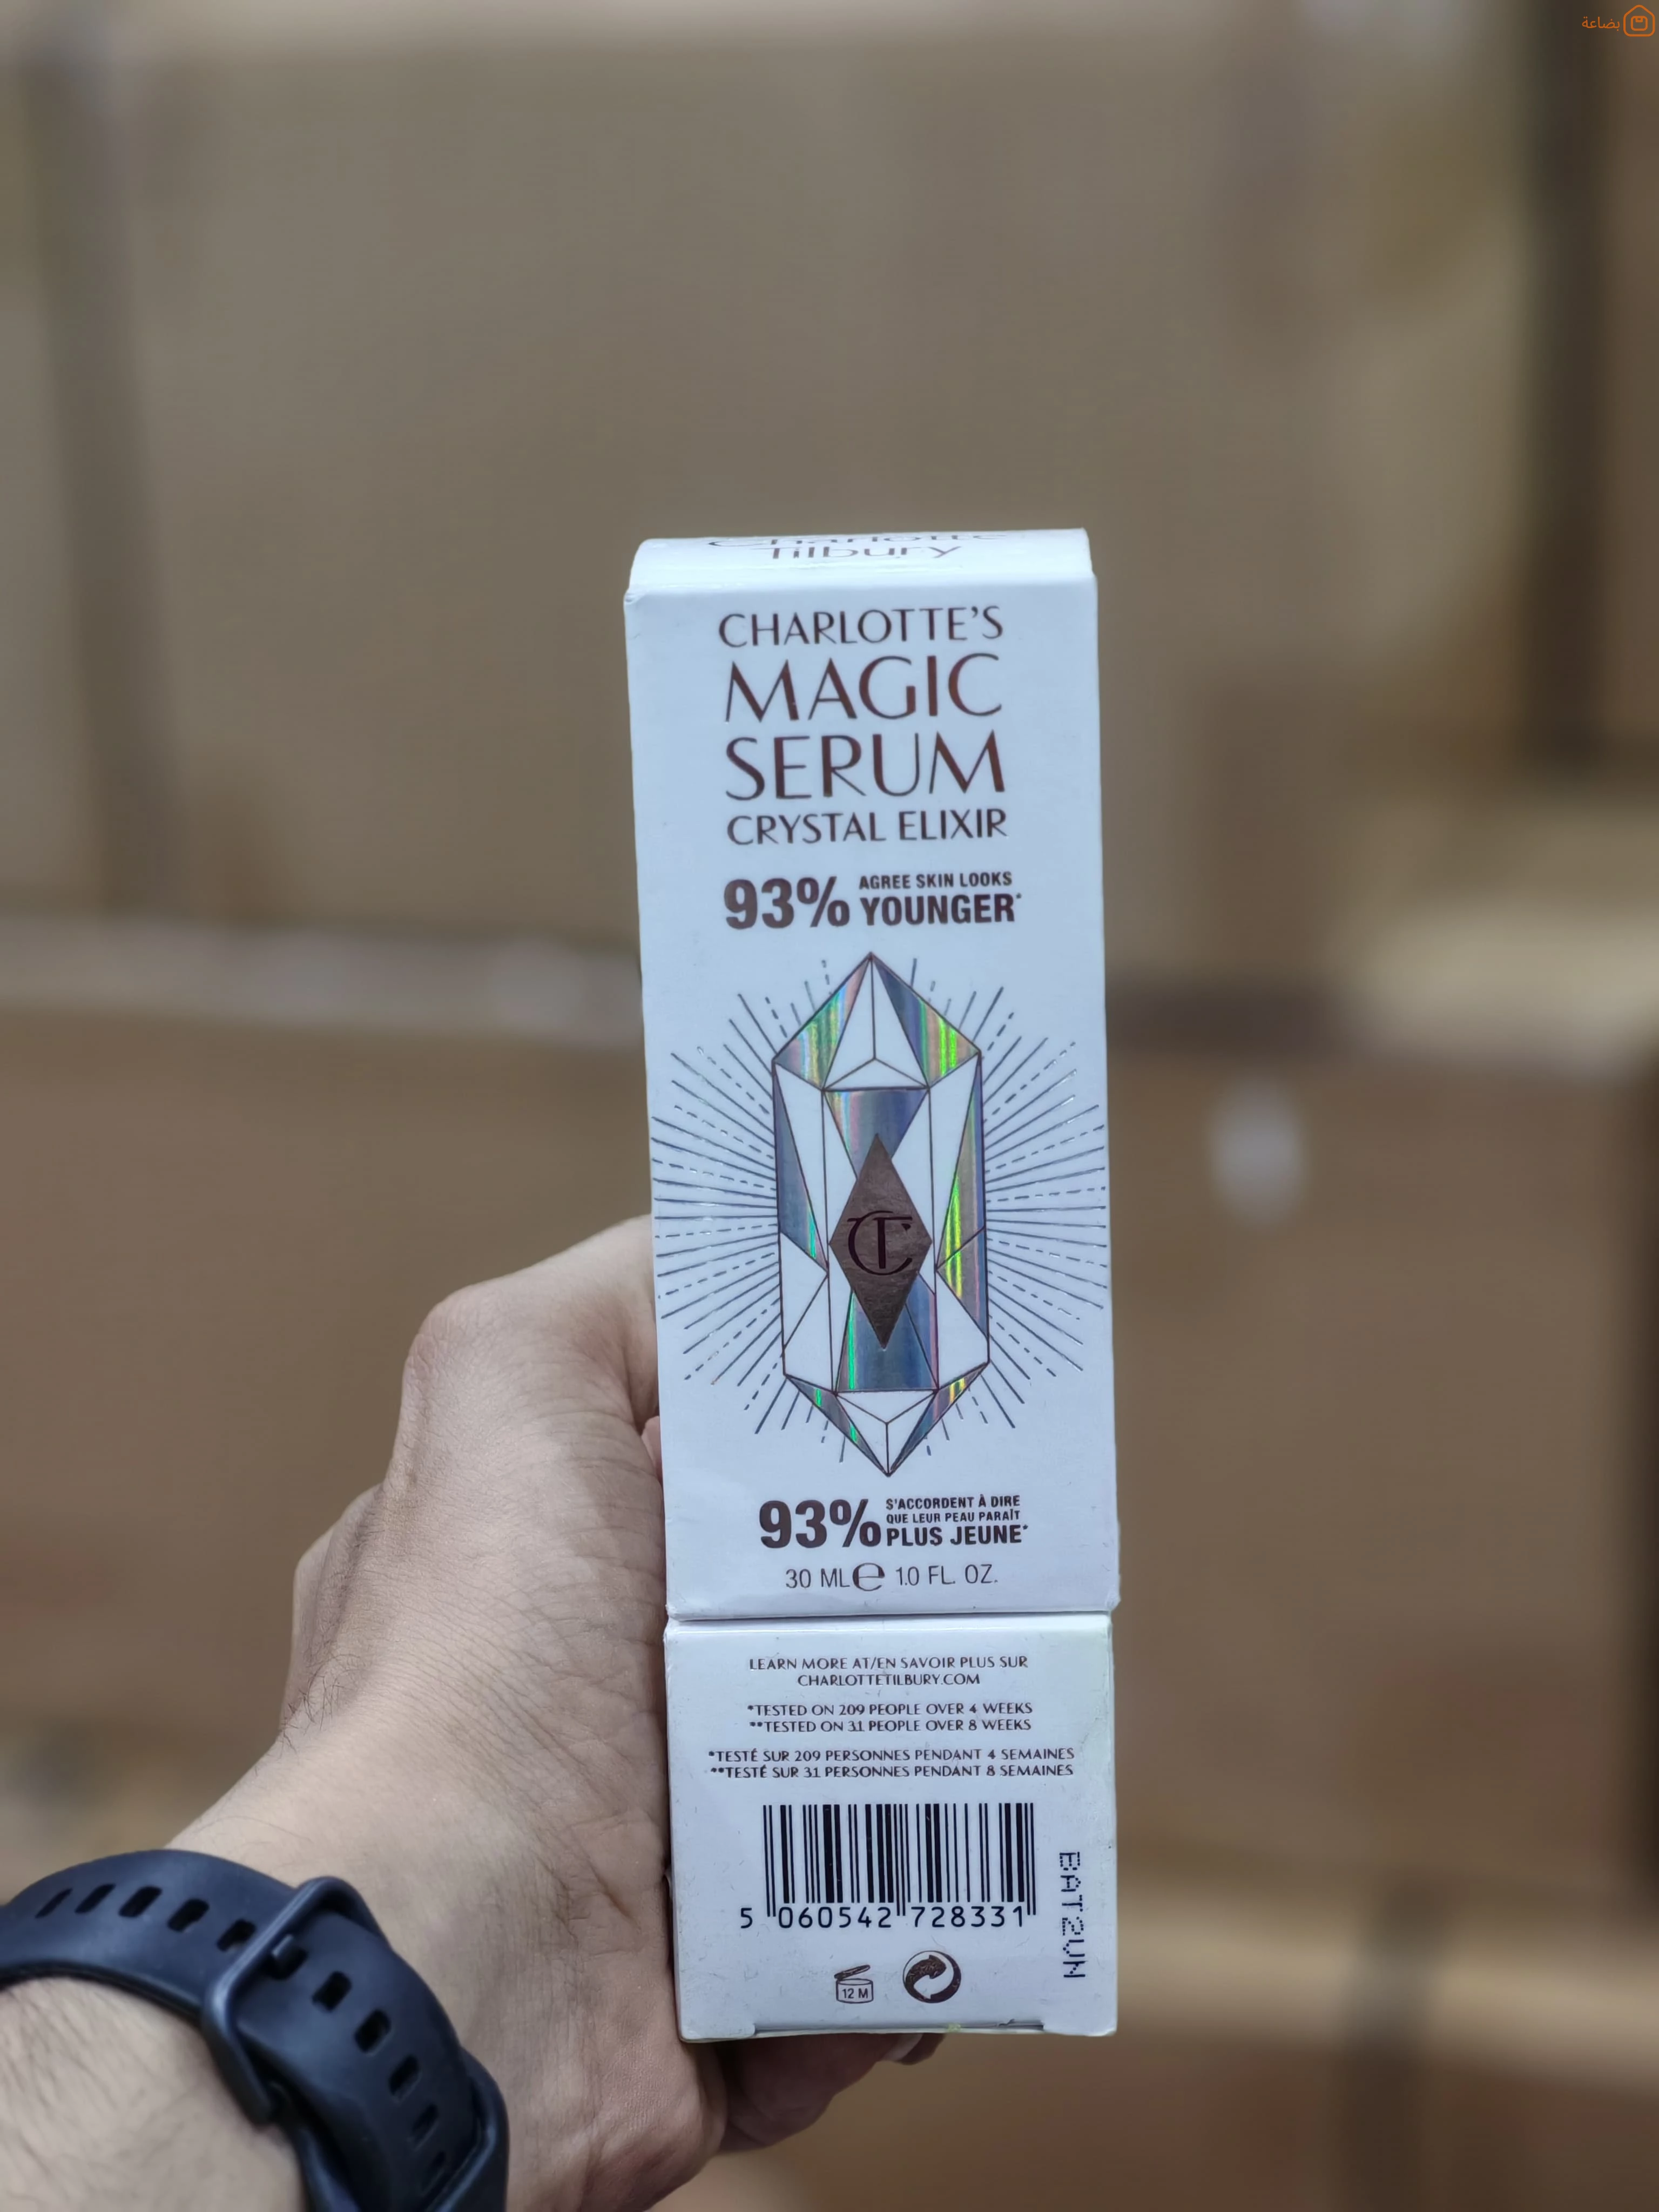 بضاعة
Charlotte
Tilbury
CHARLOTTE'S
MAGIC
SERUM
CRYSTAL ELIXIR
93% AGREE SKIN LOOKS
YOUNGER*
CT
93% S'ACCORDENT À DIRE
QUE LEUR PEAU PARAÎT
PLUS JEUNE*
30 ML ℮ 1.0 FL. OZ.
LEARN MORE AT/EN SAVOIR PLUS SUR
CHARLOTTETILBURY.COM
*TESTED ON 209 PEOPLE OVER 4 WEEKS
**TESTED ON 31 PEOPLE OVER 8 WEEKS
*TESTÉ SUR 209 PERSONNES PENDANT 4 SEMAINES
**TESTÉ SUR 31 PERSONNES PENDANT 8 SEMAINES
5 060542 728331
BAT2VN
12 M